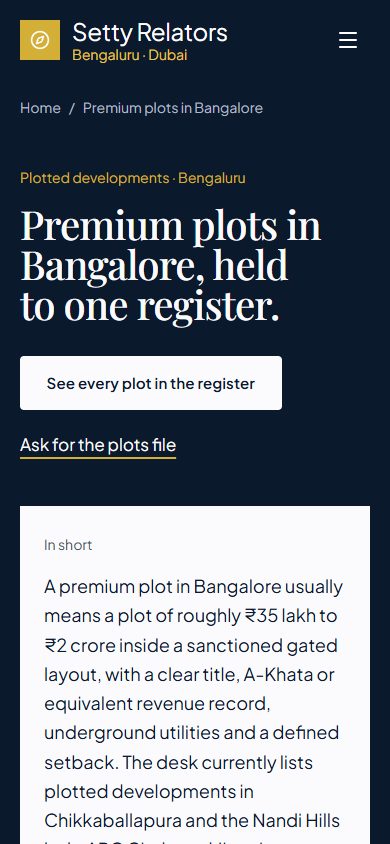 Setty Relators
Bengaluru · Dubai
Home / Premium plots in Bangalore
Plotted developments · Bengaluru
Premium plots in
Bangalore, held
to one register.
See every plot in the register
Ask for the plots file
In short
A premium plot in Bangalore usually
means a plot of roughly ₹35 lakh to
₹2 crore inside a sanctioned gated
layout, with a clear title, A-Khata or
equivalent revenue record,
underground utilities and a defined
setback. The desk currently lists
plotted developments in
Chikkaballapura and the Nandi Hills